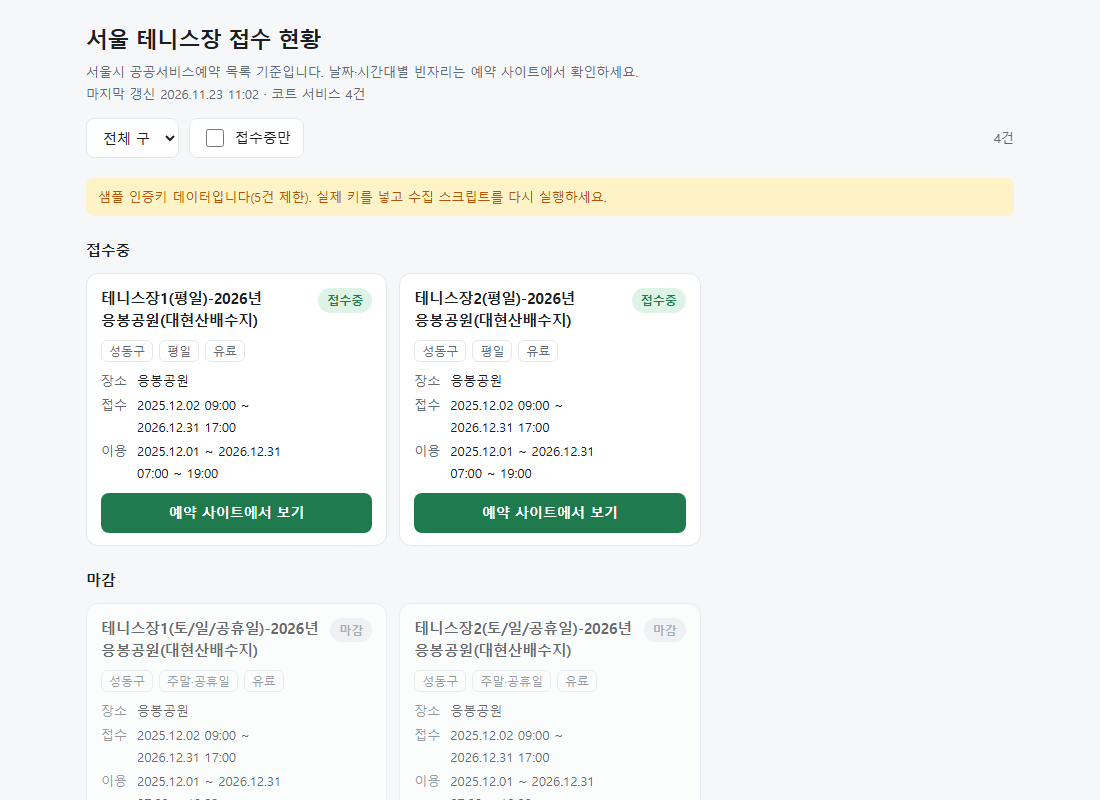 서울 테니스장 접수 현황
서울시 공공서비스예약 목록 기준입니다. 날짜·시간대별 빈자리는 예약 사이트에서 확인하세요.
마지막 갱신 2026.11.23 11:02 · 코트 서비스 4건
전체 구 접수중만 4건
샘플 인증키 데이터입니다(5건 제한). 실제 키를 넣고 수집 스크립트를 다시 실행하세요.
접수중
테니스장1(평일)-2026년 접수중
응봉공원(대현산배수지)
성동구 평일 유료
장소 응봉공원
접수 2025.12.02 09:00 ~
2026.12.31 17:00
이용 2025.12.01 ~ 2026.12.31
07:00 ~ 19:00
예약 사이트에서 보기
테니스장2(평일)-2026년 접수중
응봉공원(대현산배수지)
성동구 평일 유료
장소 응봉공원
접수 2025.12.02 09:00 ~
2026.12.31 17:00
이용 2025.12.01 ~ 2026.12.31
07:00 ~ 19:00
예약 사이트에서 보기
마감
테니스장1(토/일/공휴일)-2026년 마감
응봉공원(대현산배수지)
성동구 주말·공휴일 유료
장소 응봉공원
접수 2025.12.02 09:00 ~
2026.12.31 17:00
이용 2025.12.01 ~ 2026.12.31
테니스장2(토/일/공휴일)-2026년 마감
응봉공원(대현산배수지)
성동구 주말·공휴일 유료
장소 응봉공원
접수 2025.12.02 09:00 ~
2026.12.31 17:00
이용 2025.12.01 ~ 2026.12.31